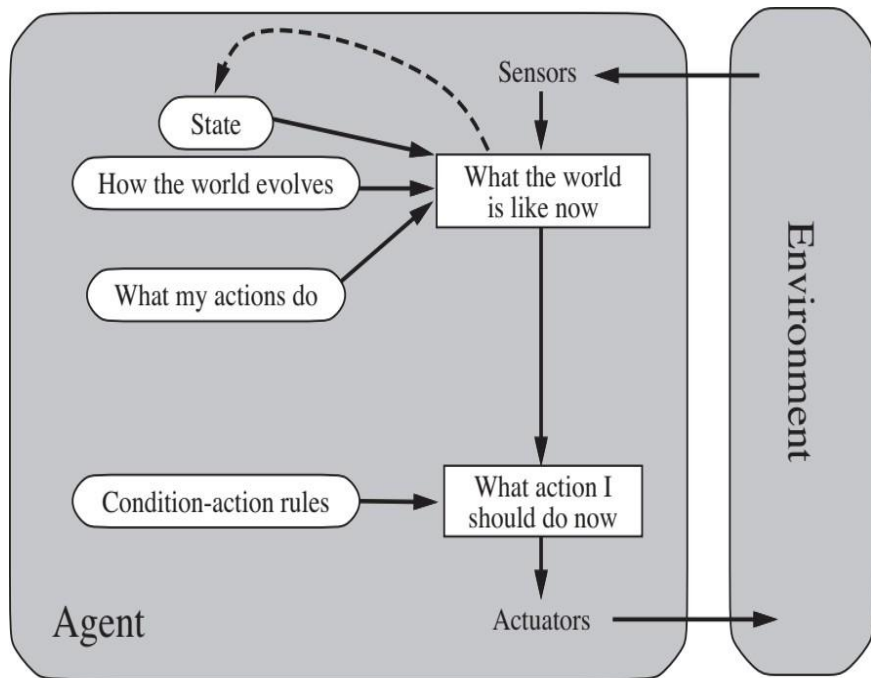 Sensors
State
How the world evolves
What the world
is like now
What my actions do
Condition-action rules
What action I
should do now
Agent
Actuators
Environment